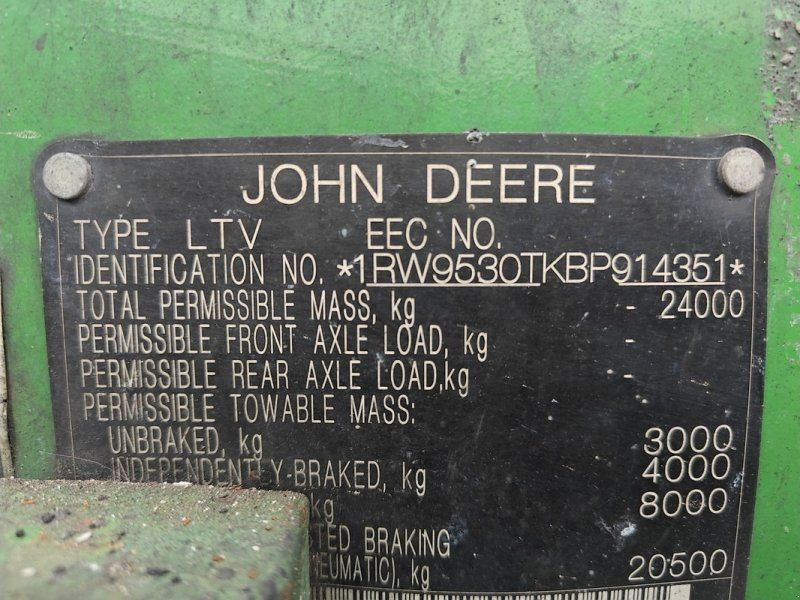 JOHN DEERE
TYPE LTV EEC NO.
IDENTIFICATION NO. *1RW9530TKBP914351*
TOTAL PERMISSIBLE MASS, kg - 24000
PERMISSIBLE FRONT AXLE LOAD, kg -
PERMISSIBLE REAR AXLE LOAD,kg -
PERMISSIBLE TOWABLE MASS:
UNBRAKED, kg 3000
INDEPENDENTLY-BRAKED, kg 4000
kg 8000
BRAKING
kg 20500